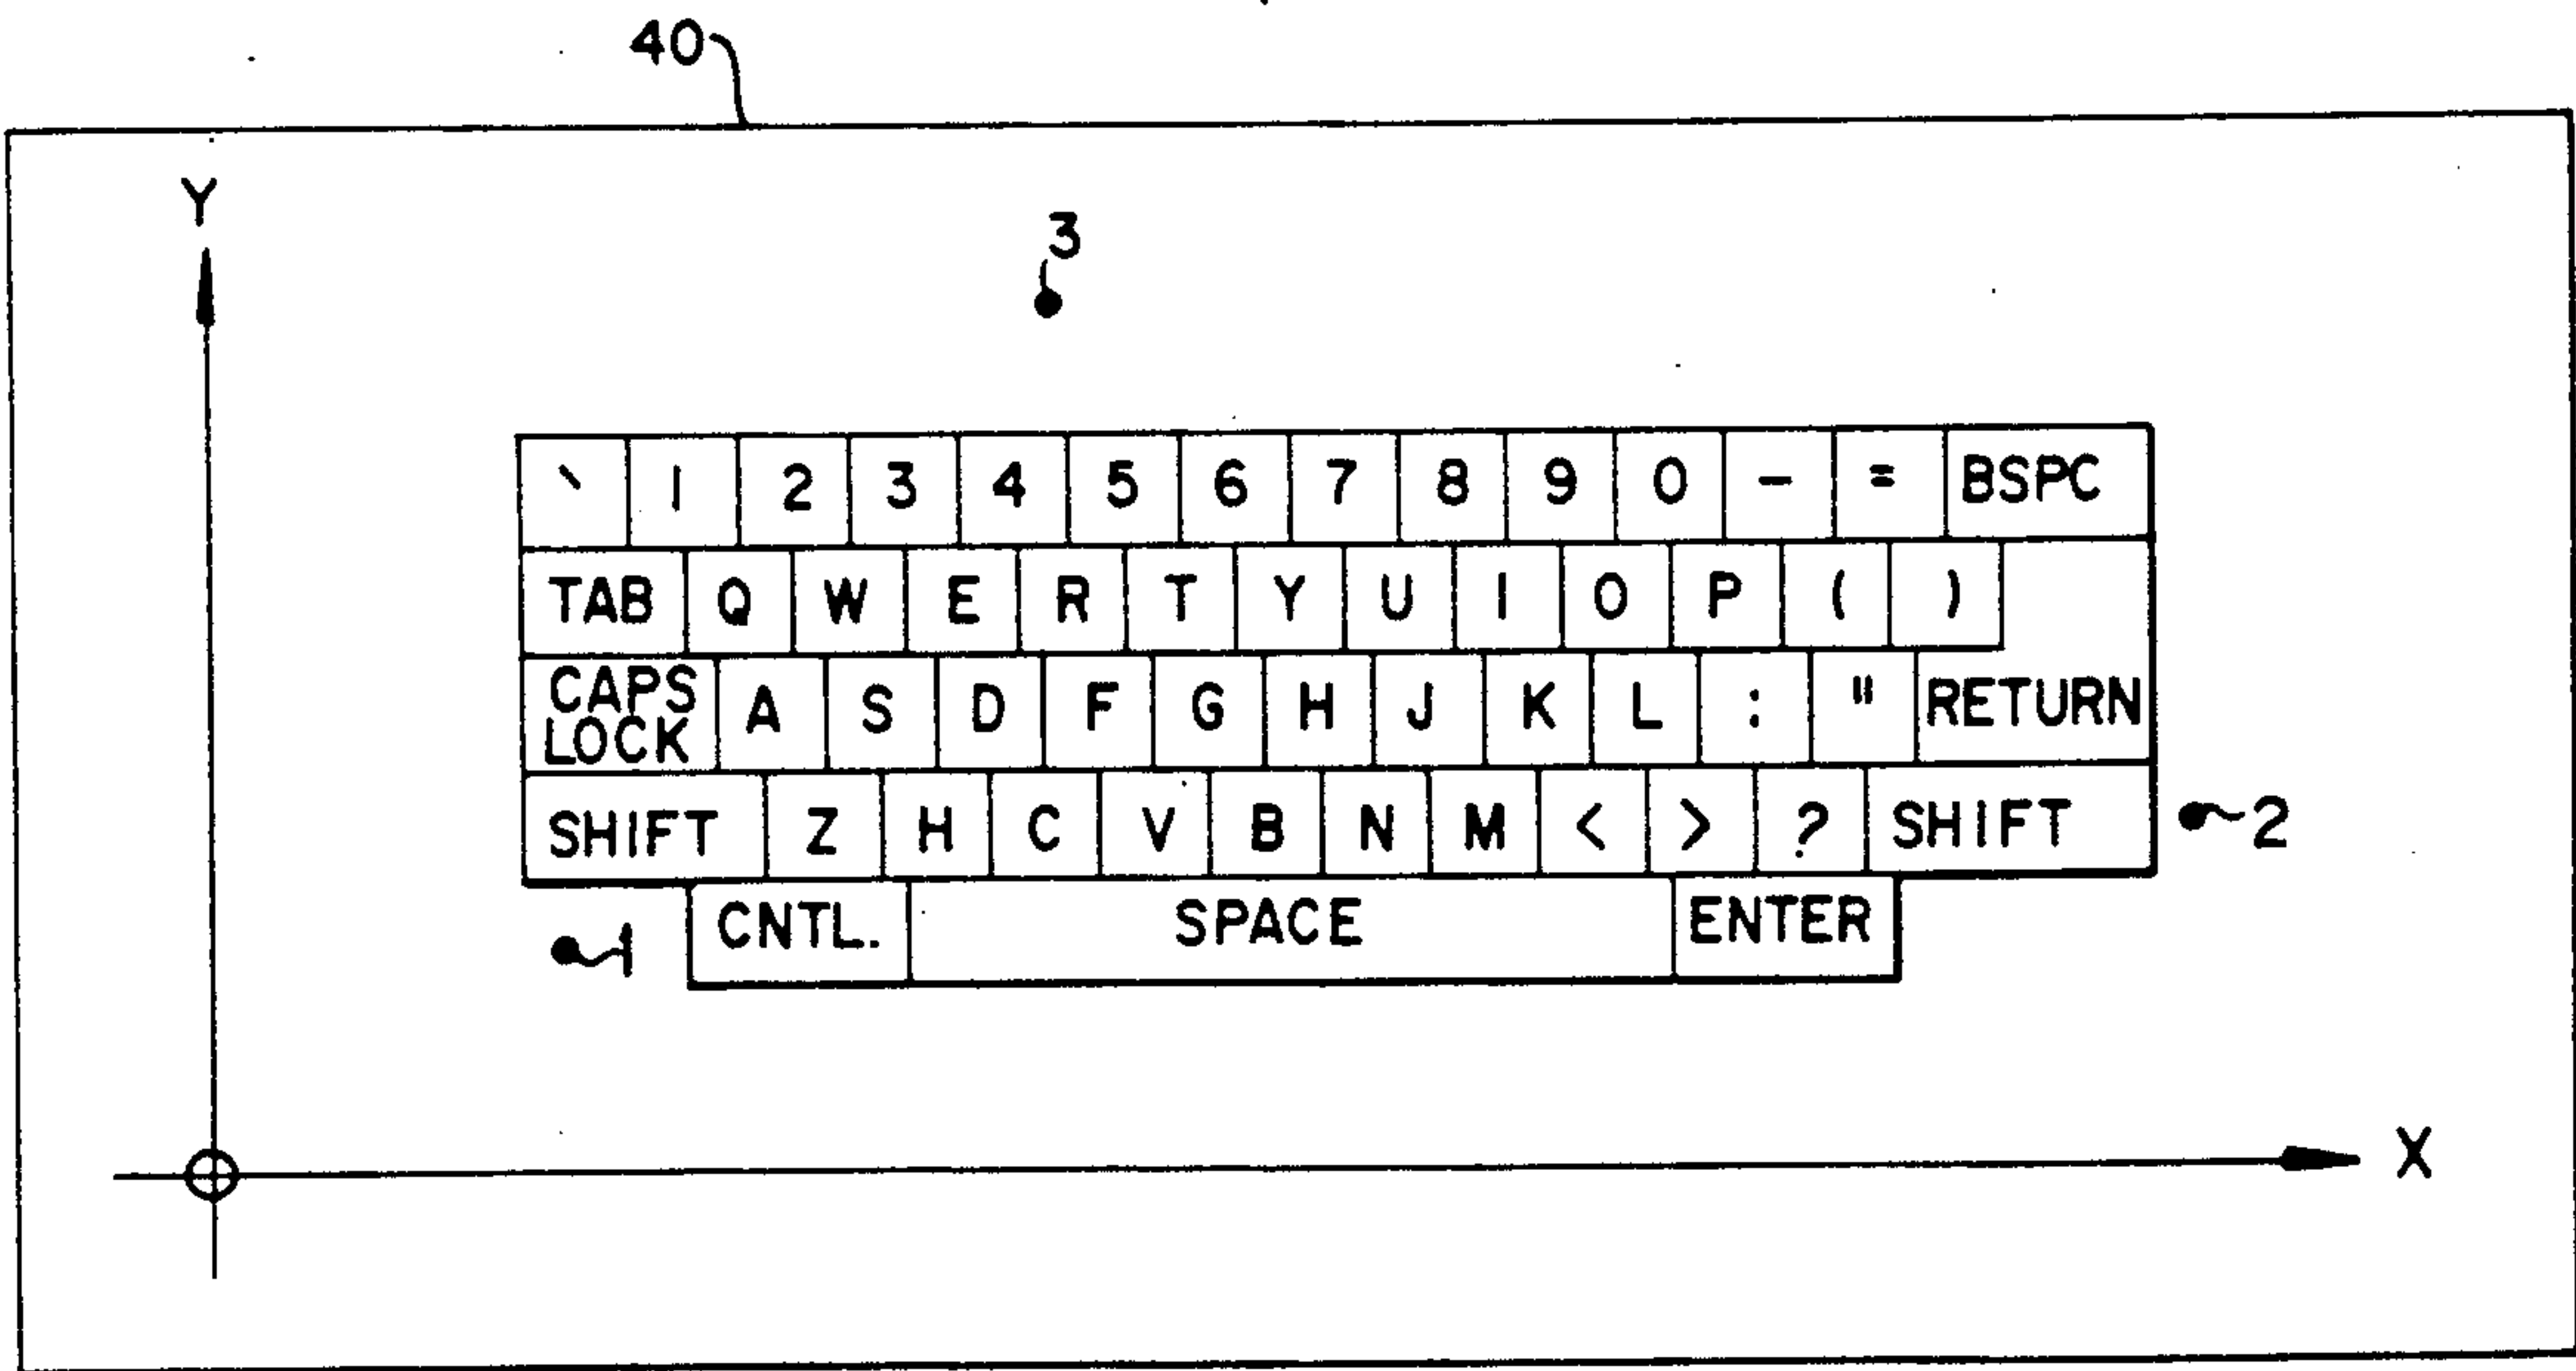 40
Y
3
` 1 2 3 4 5 6 7 8 9 0 - = BSPC
TAB Q W E R T Y U I O P ( )
CAPS LOCK A S D F G H J K L : " RETURN
SHIFT Z H C V B N M < > ? SHIFT
2
1
CNTL. SPACE ENTER
X